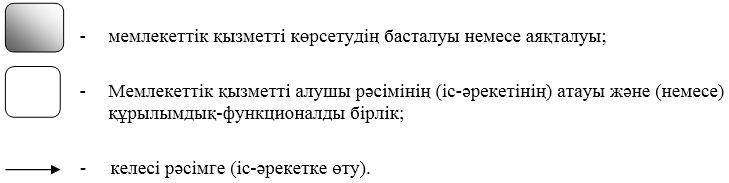 - мемлекеттік қызметті көрсетудің басталуы немесе аяқталуы;
- Мемлекеттік қызметті алушы рәсімінің (іс-әрекетінің) атауы және (немесе)
құрылымдық-функционалды бірлік;
- келесі рәсімге (іс-әрекетке өту).